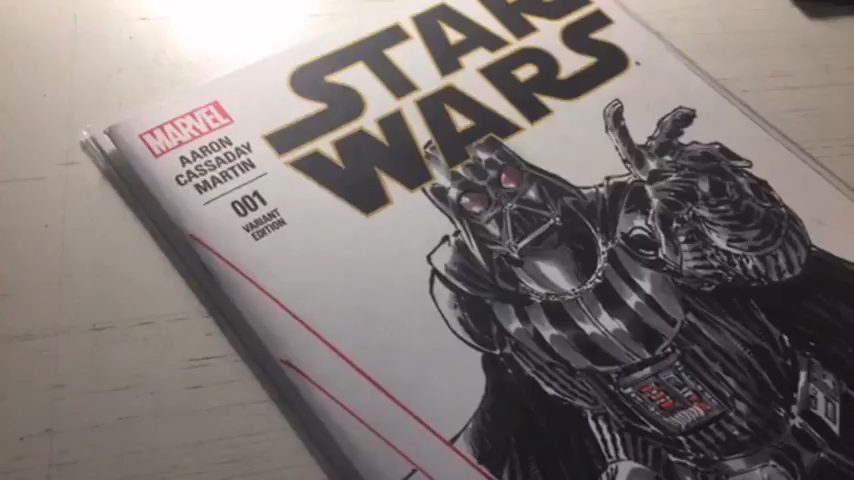 STAR
WARS
MARVEL
AARON
CASSADAY
MARTIN
001
VARIANT
EDITION